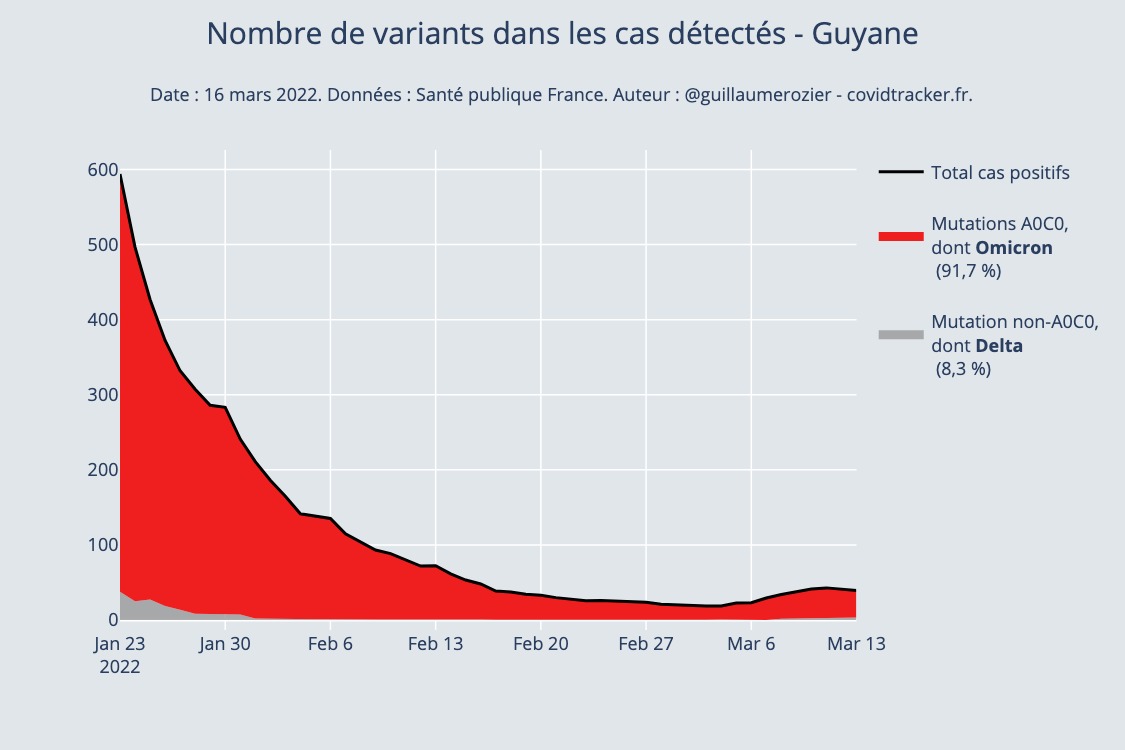 Nombre de variants dans les cas détectés - Guyane
Date : 16 mars 2022. Données : Santé publique France. Auteur : @guillaumerozier - covidtracker.fr.
600
500
400
300
200
100
0
Jan 23
2022
Jan 30
Feb 6
Feb 13
Feb 20
Feb 27
Mar 6
Mar 13
Total cas positifs
Mutations A0C0,
dont Omicron
(91,7 %)
Mutation non-A0C0,
dont Delta
(8,3 %)